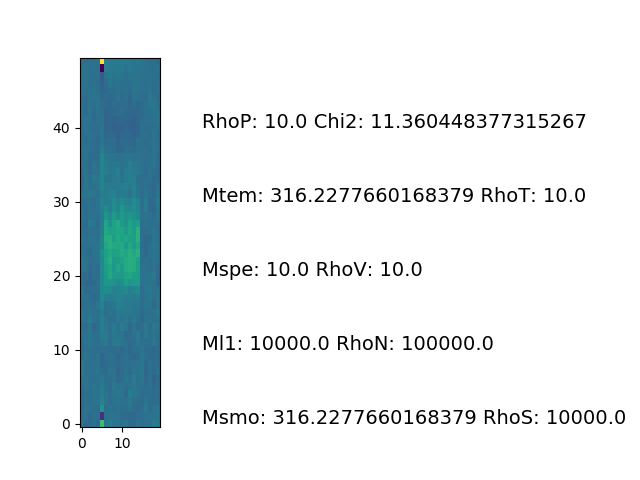 RhoP: 10.0 Chi2: 11.360448377315267
40
Mtem: 316.2277660168379 RhoT: 10.0
30
Mspe: 10.0 RhoV: 10.0
20
Ml1: 10000.0 RhoN: 100000.0
10
Msmo: 316.2277660168379 RhoS: 10000.0
0
0 10